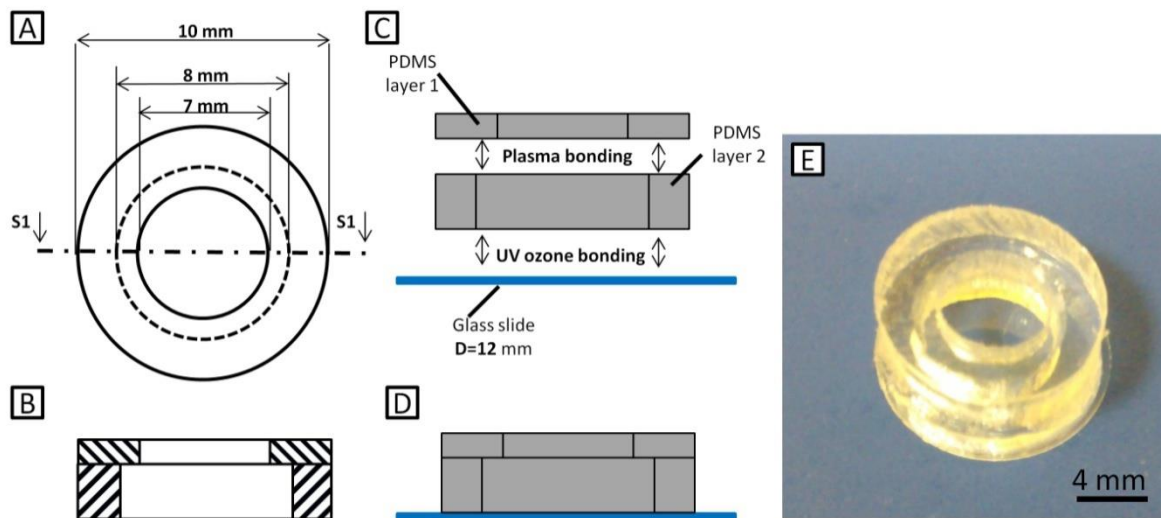 A
10 mm
8 mm
7 mm
S1
S1
B
C
PDMS
layer 1
PDMS
layer 2
Plasma bonding
UV ozone bonding
Glass slide
D=12 mm
D
E
4 mm